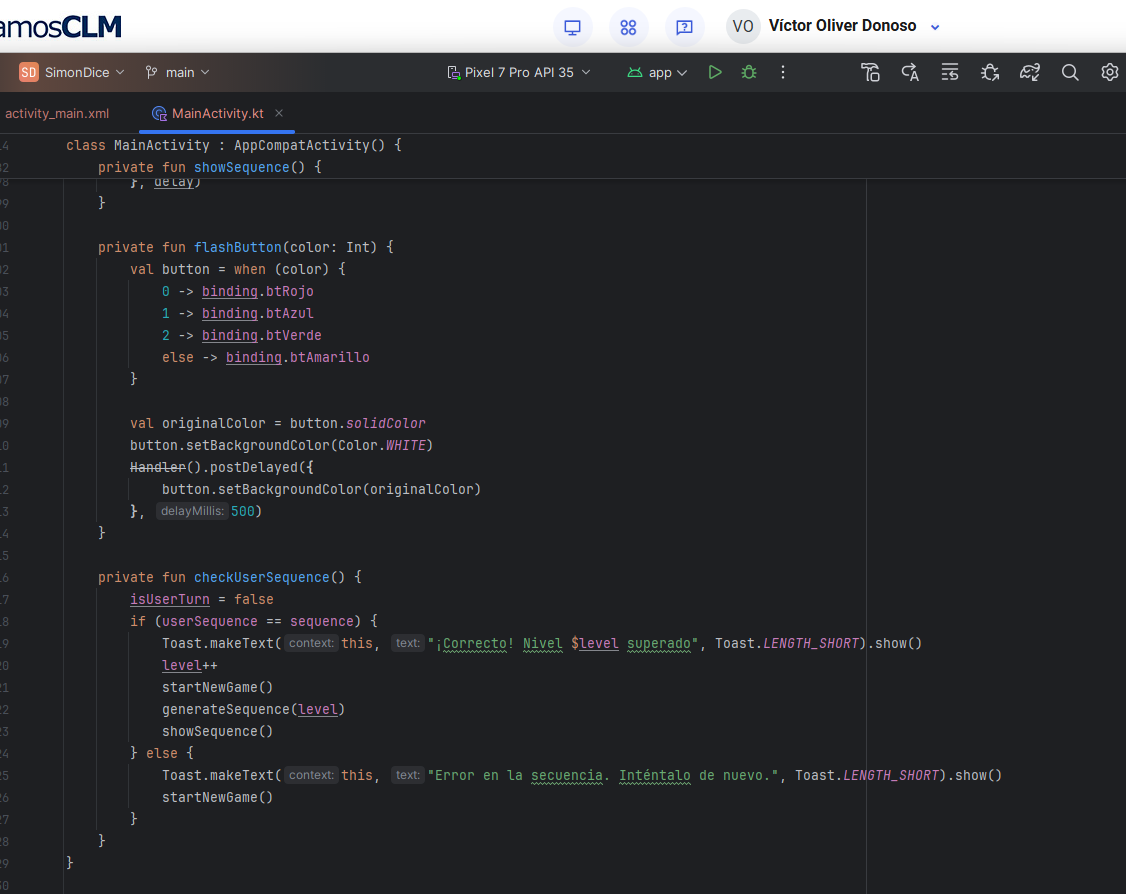 amosCLM
VO Víctor Oliver Donoso
SD SimonDice main Pixel 7 Pro API 35 app
activity_main.xml MainActivity.kt
class MainActivity : AppCompatActivity() {
private fun showSequence() {
}, delay)
}
private fun flashButton(color: Int) {
val button = when (color) {
0 -> binding.btRojo
1 -> binding.btAzul
2 -> binding.btVerde
else -> binding.btAmarillo
}
val originalColor = button.solidColor
button.setBackgroundColor(Color.WHITE)
Handler().postDelayed({
button.setBackgroundColor(originalColor)
}, delayMillis: 500)
}
private fun checkUserSequence() {
isUserTurn = false
if (userSequence == sequence) {
Toast.makeText( context: this, text: "¡Correcto! Nivel $level superado", Toast.LENGTH_SHORT).show()
level++
startNewGame()
generateSequence(level)
showSequence()
} else {
Toast.makeText( context: this, text: "Error en la secuencia. Inténtalo de nuevo.", Toast.LENGTH_SHORT).show()
startNewGame()
}
}
}